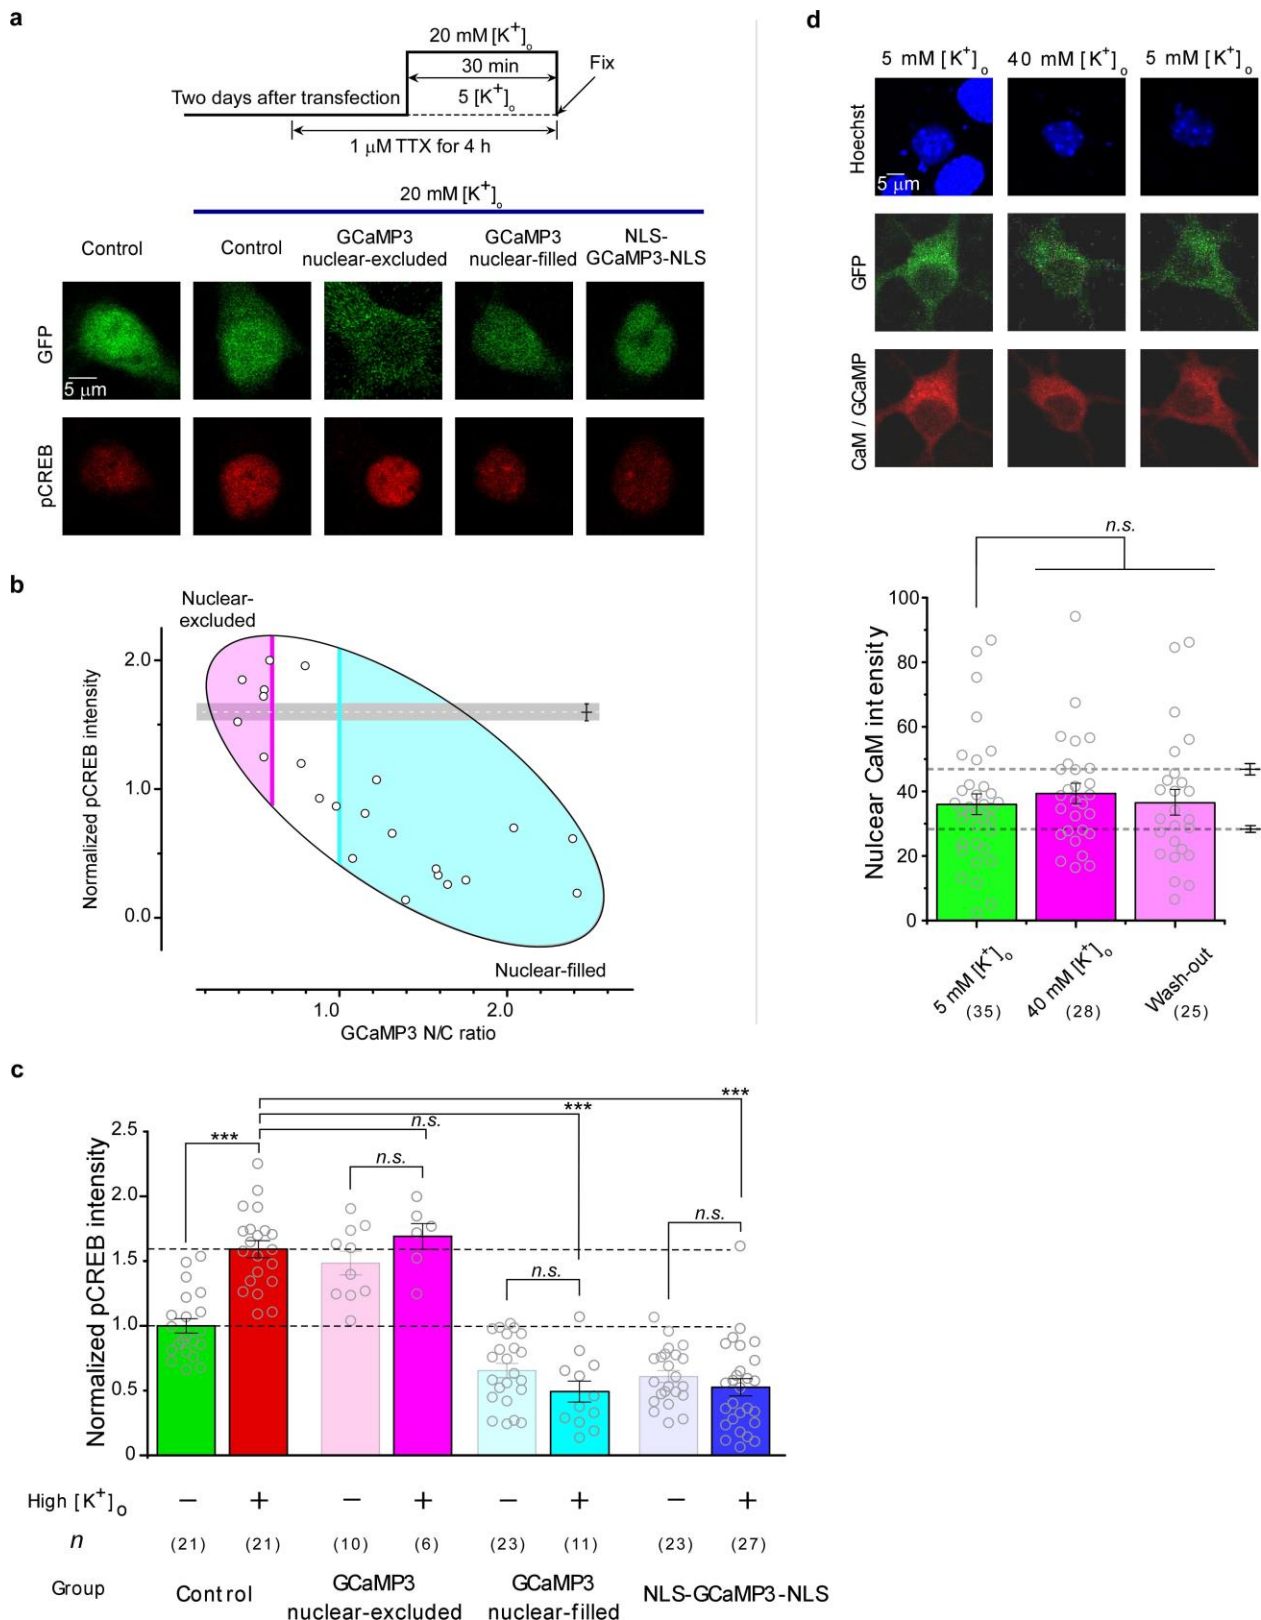 a
20 mM [K+]o
30 min
Fix
Two days after transfection
5 [K+]o
1 µM TTX for 4 h
20 mM [K+]o
Control
Control
GCaMP3
nuclear-excluded
GCaMP3
nuclear-filled
NLS-
GCaMP3-NLS
GFP
5 µm
pCREB
b
Nuclear-
excluded
Normalized pCREB intensity
2.0
1.0
0.0
Nuclear-filled
1.0
2.0
GCaMP3 N/C ratio
c
Normalized pCREB intensity
2.5
2.0
1.5
1.0
0.5
0
***
n.s.
n.s.
***
n.s.
***
n.s.
High [K+]o
− + − + − + − +
n
(21) (21) (10) (6) (23) (11) (23) (27)
Group
Control
GCaMP3
nuclear-excluded
GCaMP3
nuclear-filled
NLS-GCaMP3-NLS
d
5 mM [K+]o
40 mM [K+]o
5 mM [K+]o
Hoechst
5 µm
GFP
CaM / GCaMP
n.s.
Nulcear CaM intensity
100
80
60
40
20
0
5 mM [K+]o
(35)
40 mM [K+]o
(28)
Wash-out
(25)